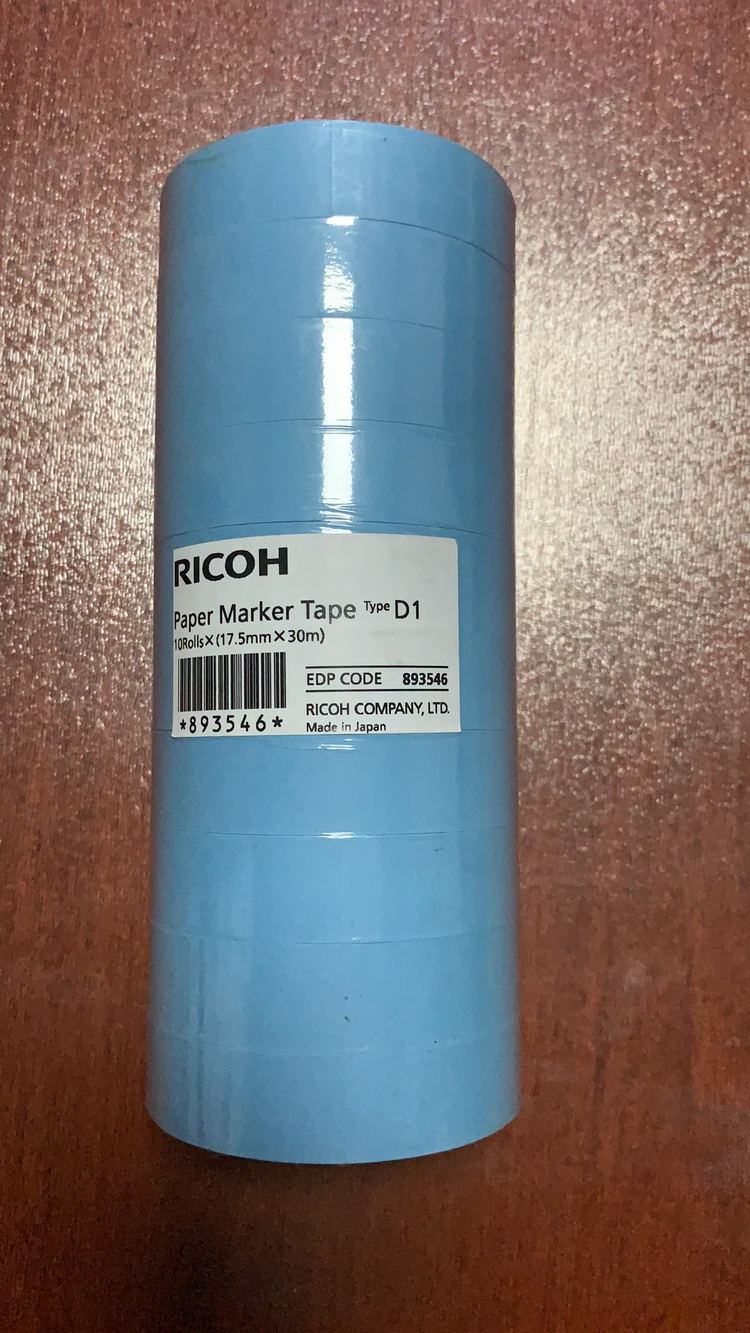 RICOH
Paper Marker Tape Type D1
10Rolls×(17.5mm×30m)
EDP CODE 893546
*893546*
RICOH COMPANY, LTD.
Made in Japan